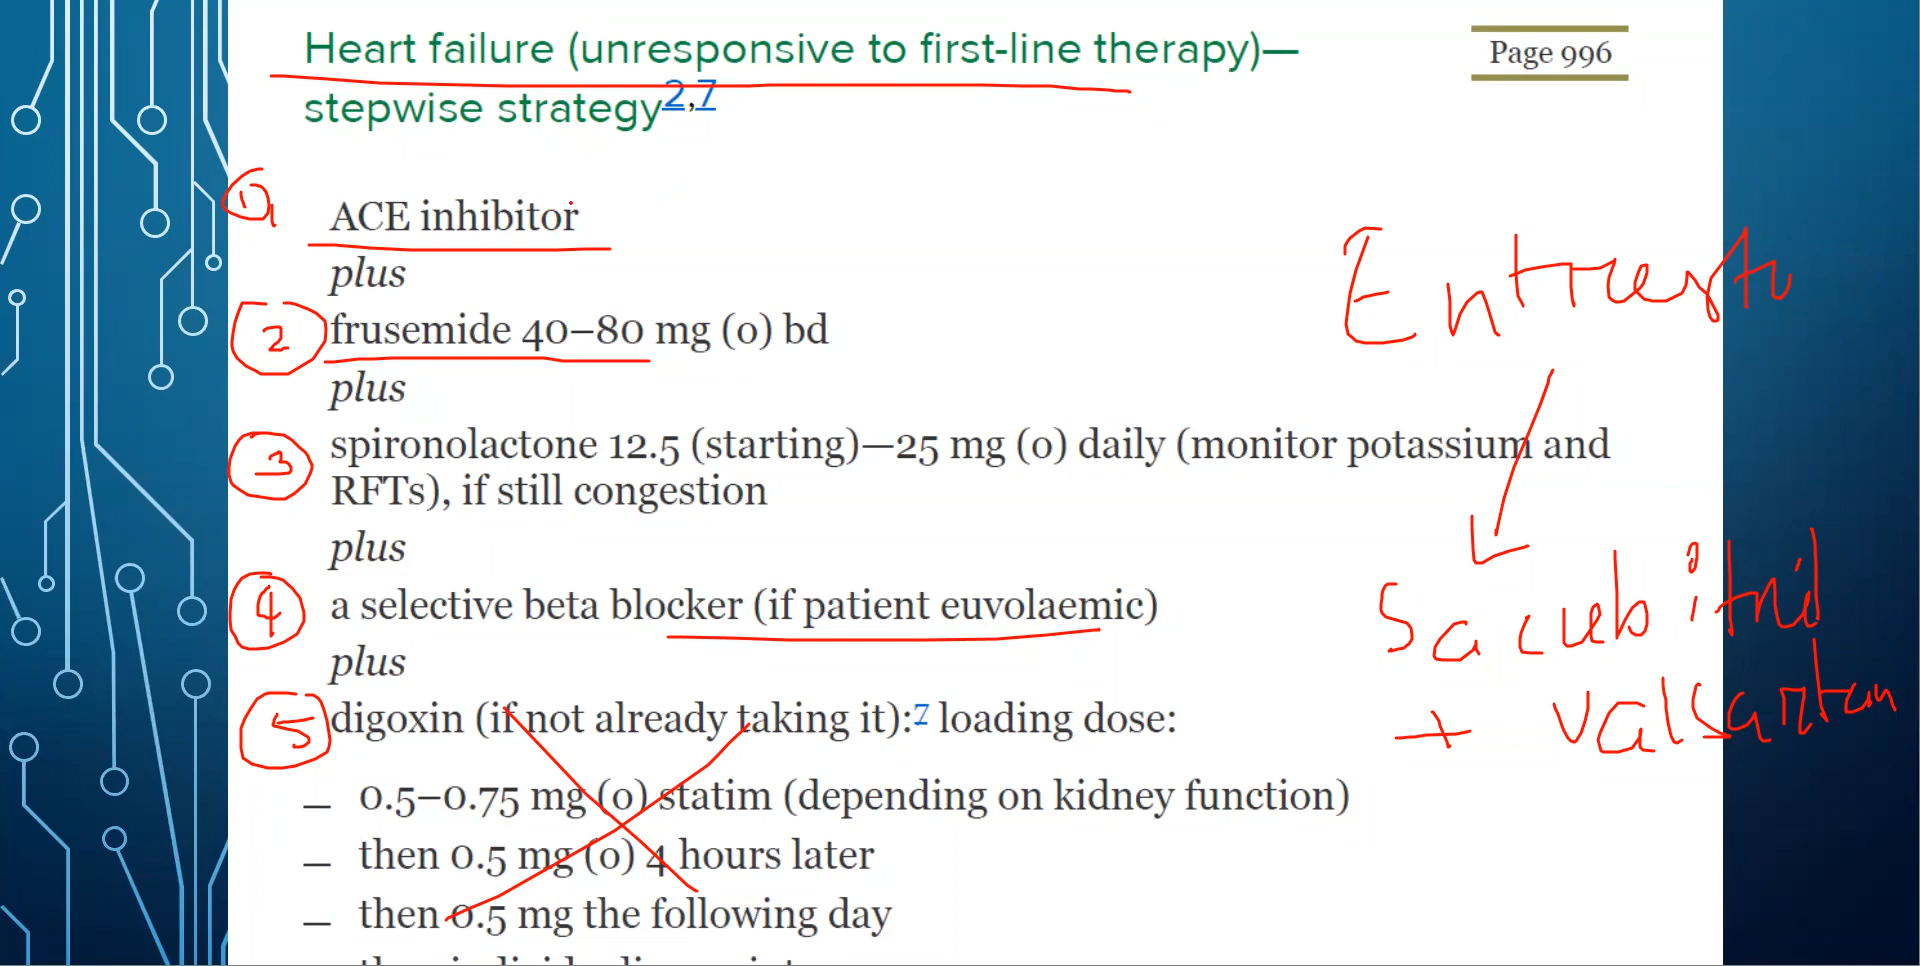 Heart failure (unresponsive to first-line therapy)—
stepwise strategy2,7
Page 996
1
ACE inhibitor
plus
2
frusemide 40–80 mg (o) bd
plus
3
spironolactone 12.5 (starting)—25 mg (o) daily (monitor potassium and
RFTs), if still congestion
plus
4
a selective beta blocker (if patient euvolaemic)
plus
5
digoxin (if not already taking it):7 loading dose:
– 0.5–0.75 mg (o) statim (depending on kidney function)
– then 0.5 mg (o) 4 hours later
– then 0.5 mg the following day
Entresto
Sacubitril
+ valsartan